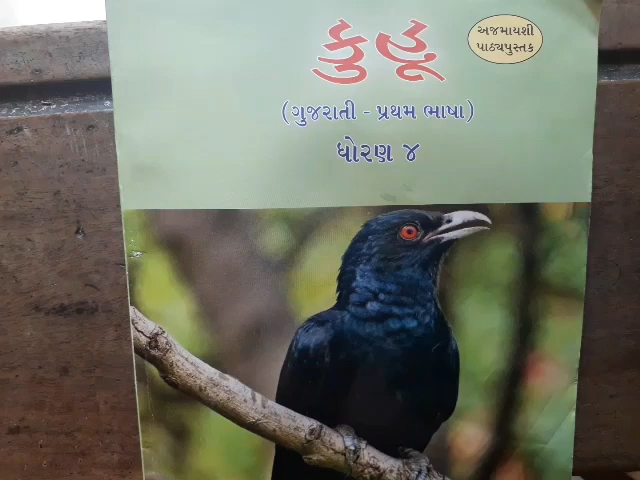 કુહૂ
અજમાયશી
પાઠ્યપુસ્તક
(ગુજરાતી - પ્રથમ ભાષા)
ધોરણ ૪